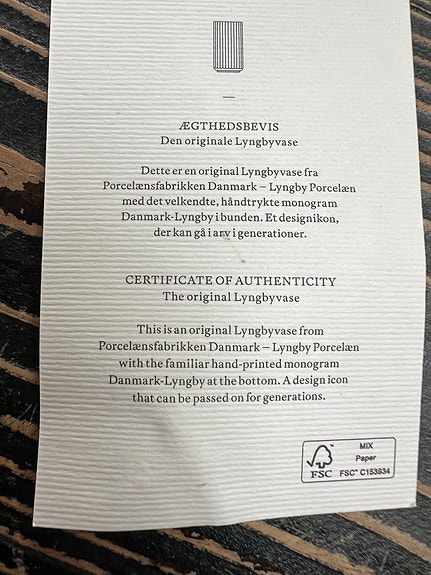 —
ÆGTHEDSBEVIS
Den originale Lyngbyvase
Dette er en original Lyngbyvase fra
Porcelænsfabrikken Danmark – Lyngby Porcelæn
med det velkendte, håndtrykte monogram
Danmark-Lyngby i bunden. Et designikon,
der kan gå i arv i generationer.
CERTIFICATE OF AUTHENTICITY
The original Lyngbyvase
This is an original Lyngbyvase from
Porcelænsfabrikken Danmark – Lyngby Porcelæn
with the familiar hand-printed monogram
Danmark-Lyngby at the bottom. A design icon
that can be passed on for generations.
MIX
Paper
FSC FSC™ C153934